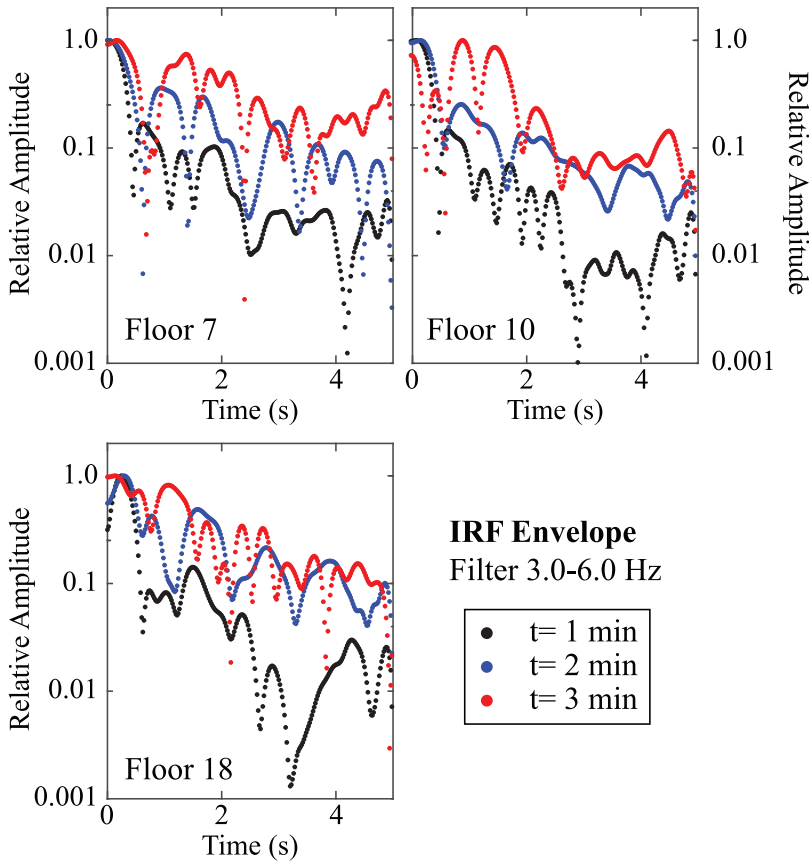 1.0
0.1
0.01
0.001
Relative Amplitude
Floor 7
0
2
4
Time (s)
Floor 10
0
2
4
Time (s)
1.0
0.1
0.01
0.001
Relative Amplitude
1.0
0.1
0.01
0.001
Relative Amplitude
Floor 18
0
2
4
Time (s)
IRF Envelope
Filter 3.0-6.0 Hz
t= 1 min
t= 2 min
t= 3 min